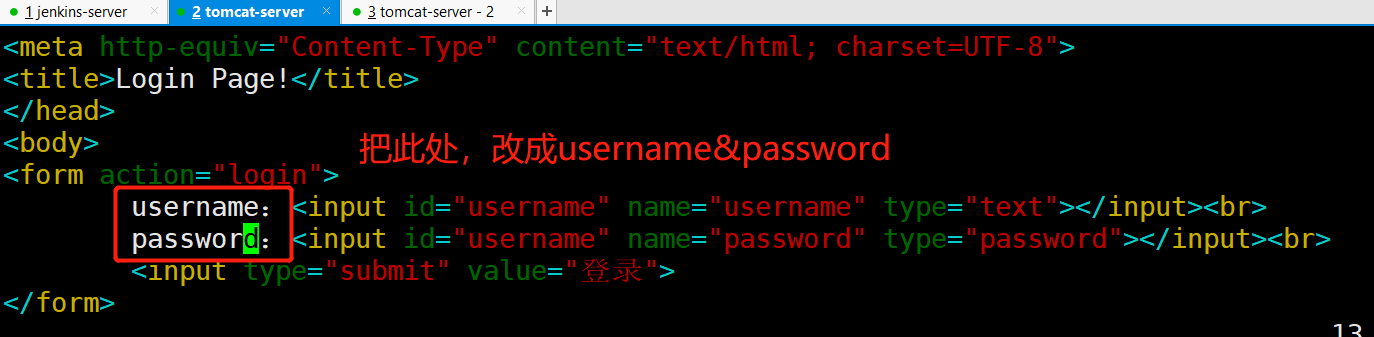 1 jenkins-server × 2 tomcat-server × 3 tomcat-server - 2 × +
<meta http-equiv="Content-Type" content="text/html; charset=UTF-8">
<title>Login Page!</title>
</head>
<body>
把此处，改成username&password
<form action="login">
username：<input id="username" name="username" type="text"></input><br>
password：<input id="username" name="password" type="password"></input><br>
<input type="submit" value="登录">
</form>
13